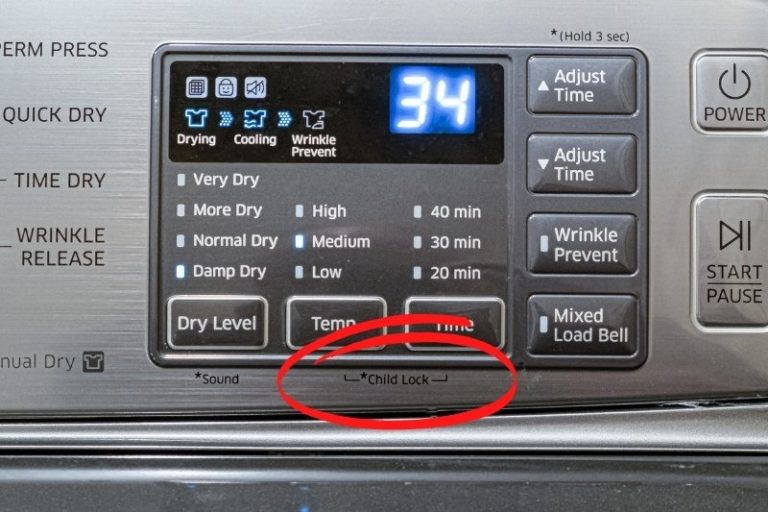 *(Hold 3 sec)
PERM PRESS
QUICK DRY
TIME DRY
WRINKLE
RELEASE
nual Dry
34
Drying
Cooling
Wrinkle
Prevent
Very Dry
More Dry
Normal Dry
Damp Dry
High
Medium
Low
40 min
30 min
20 min
Dry Level
Temp
Time
*Sound
*Child Lock
Adjust
Time
Adjust
Time
Wrinkle
Prevent
Mixed
Load Bell
POWER
START
PAUSE